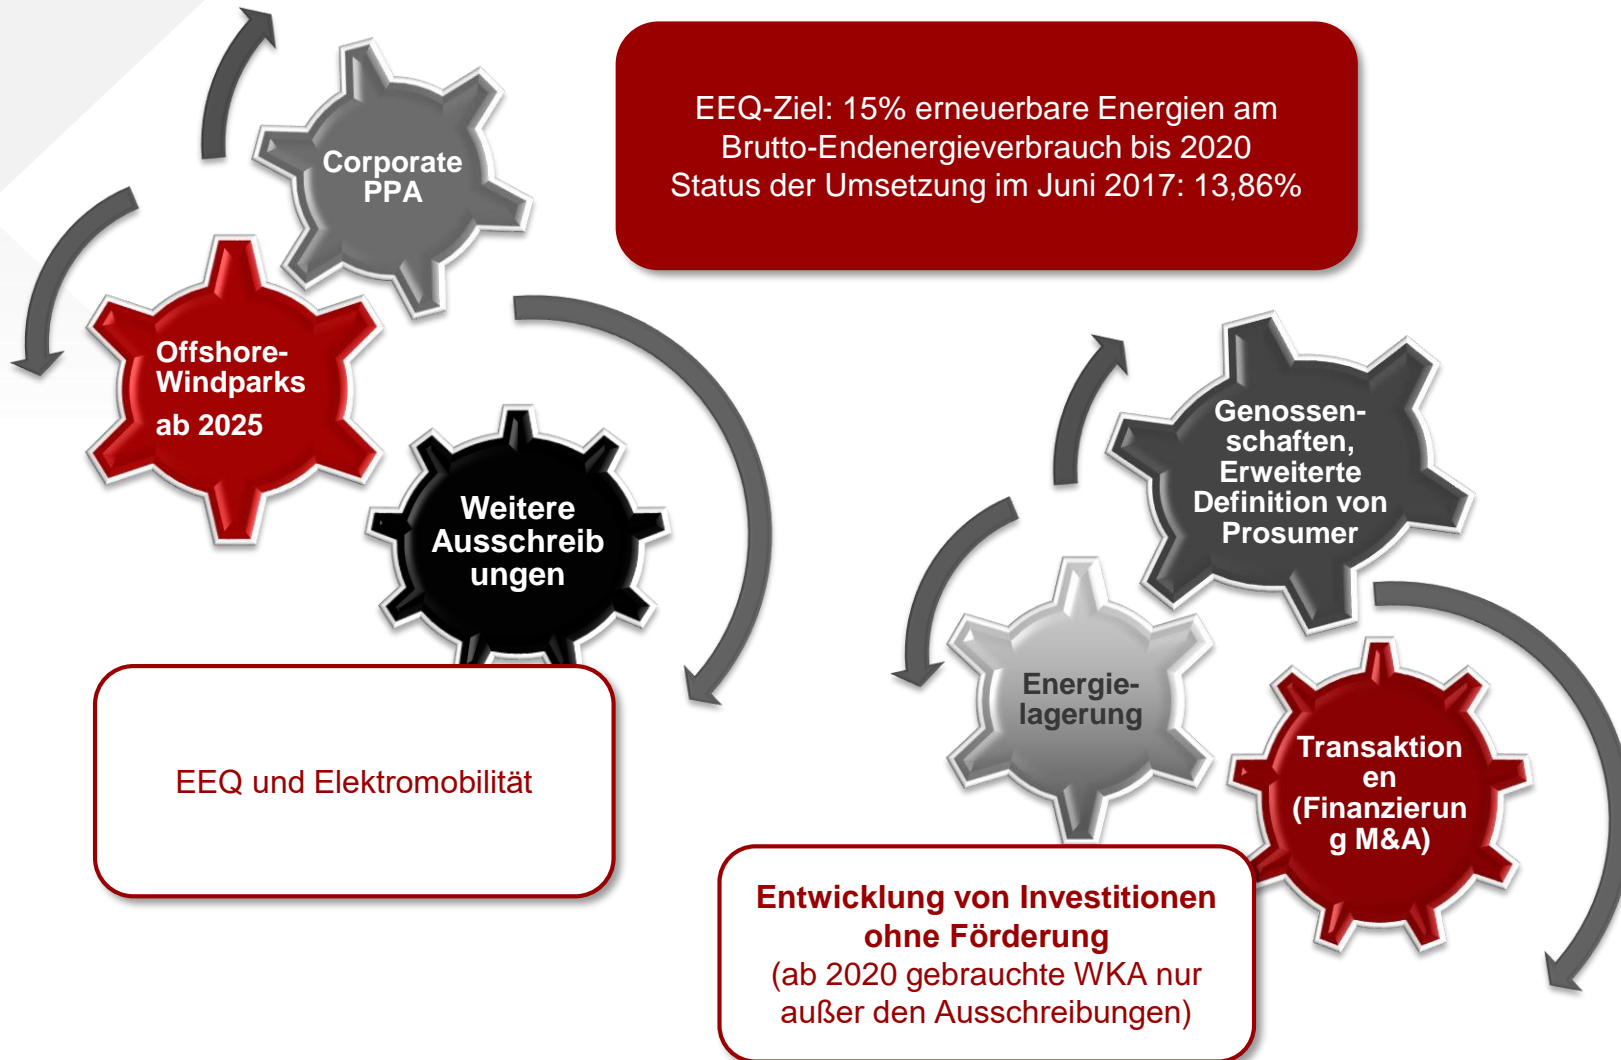 EEQ-Ziel: 15% erneuerbare Energien am
Brutto-Endenergieverbrauch bis 2020
Status der Umsetzung im Juni 2017: 13,86%
Corporate
PPA
Offshore-
Windparks
ab 2025
Weitere
Ausschreib
ungen
EEQ und Elektromobilität
Genossen-
schaften,
Erweiterte
Definition von
Prosumer
Energie-
lagerung
Transaktion
en
(Finanzierun
g M&A)
Entwicklung von Investitionen
ohne Förderung
(ab 2020 gebrauchte WKA nur
außer den Ausschreibungen)